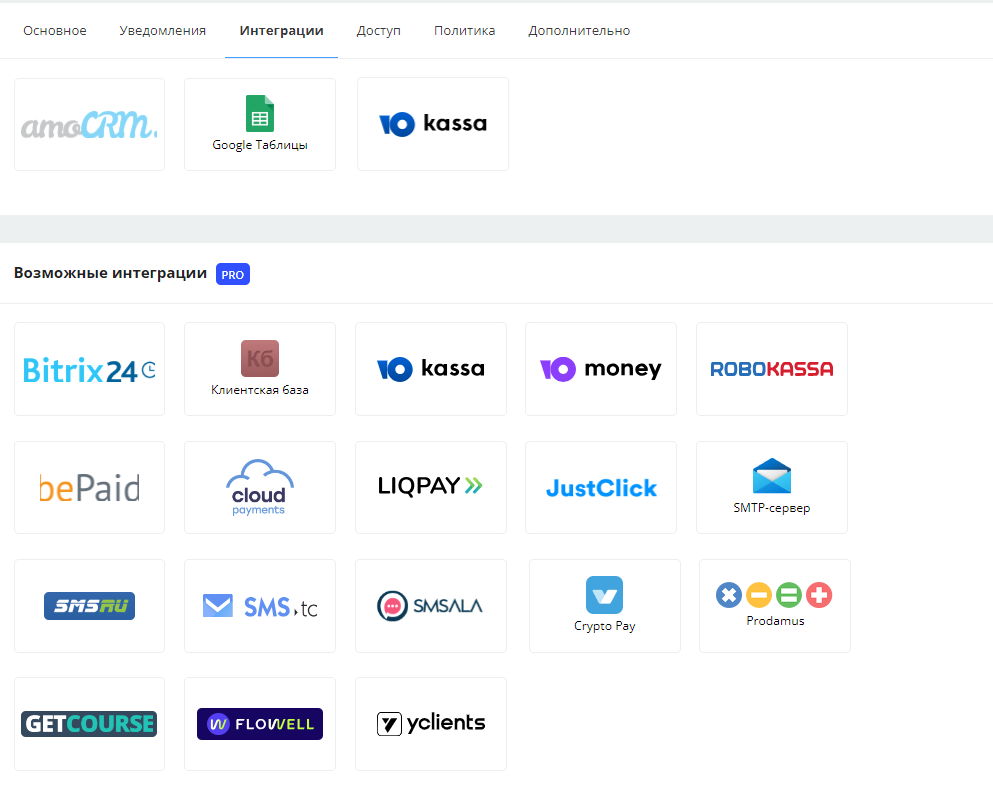 Основное Уведомления Интеграции Доступ Политика Дополнительно
amoCRM.
Google Таблицы
Ю kassa
Возможные интеграции PRO
Bitrix24
Кб
Клиентская база
Ю kassa
Ю money
ROBOKASSA
bePaid
cloud
payments
LIQPAY
JustClick
SMTP-сервер
SMSRU
SMS.tc
SMSALA
Crypto Pay
Prodamus
GETCOURSE
FLOWELL
yclients